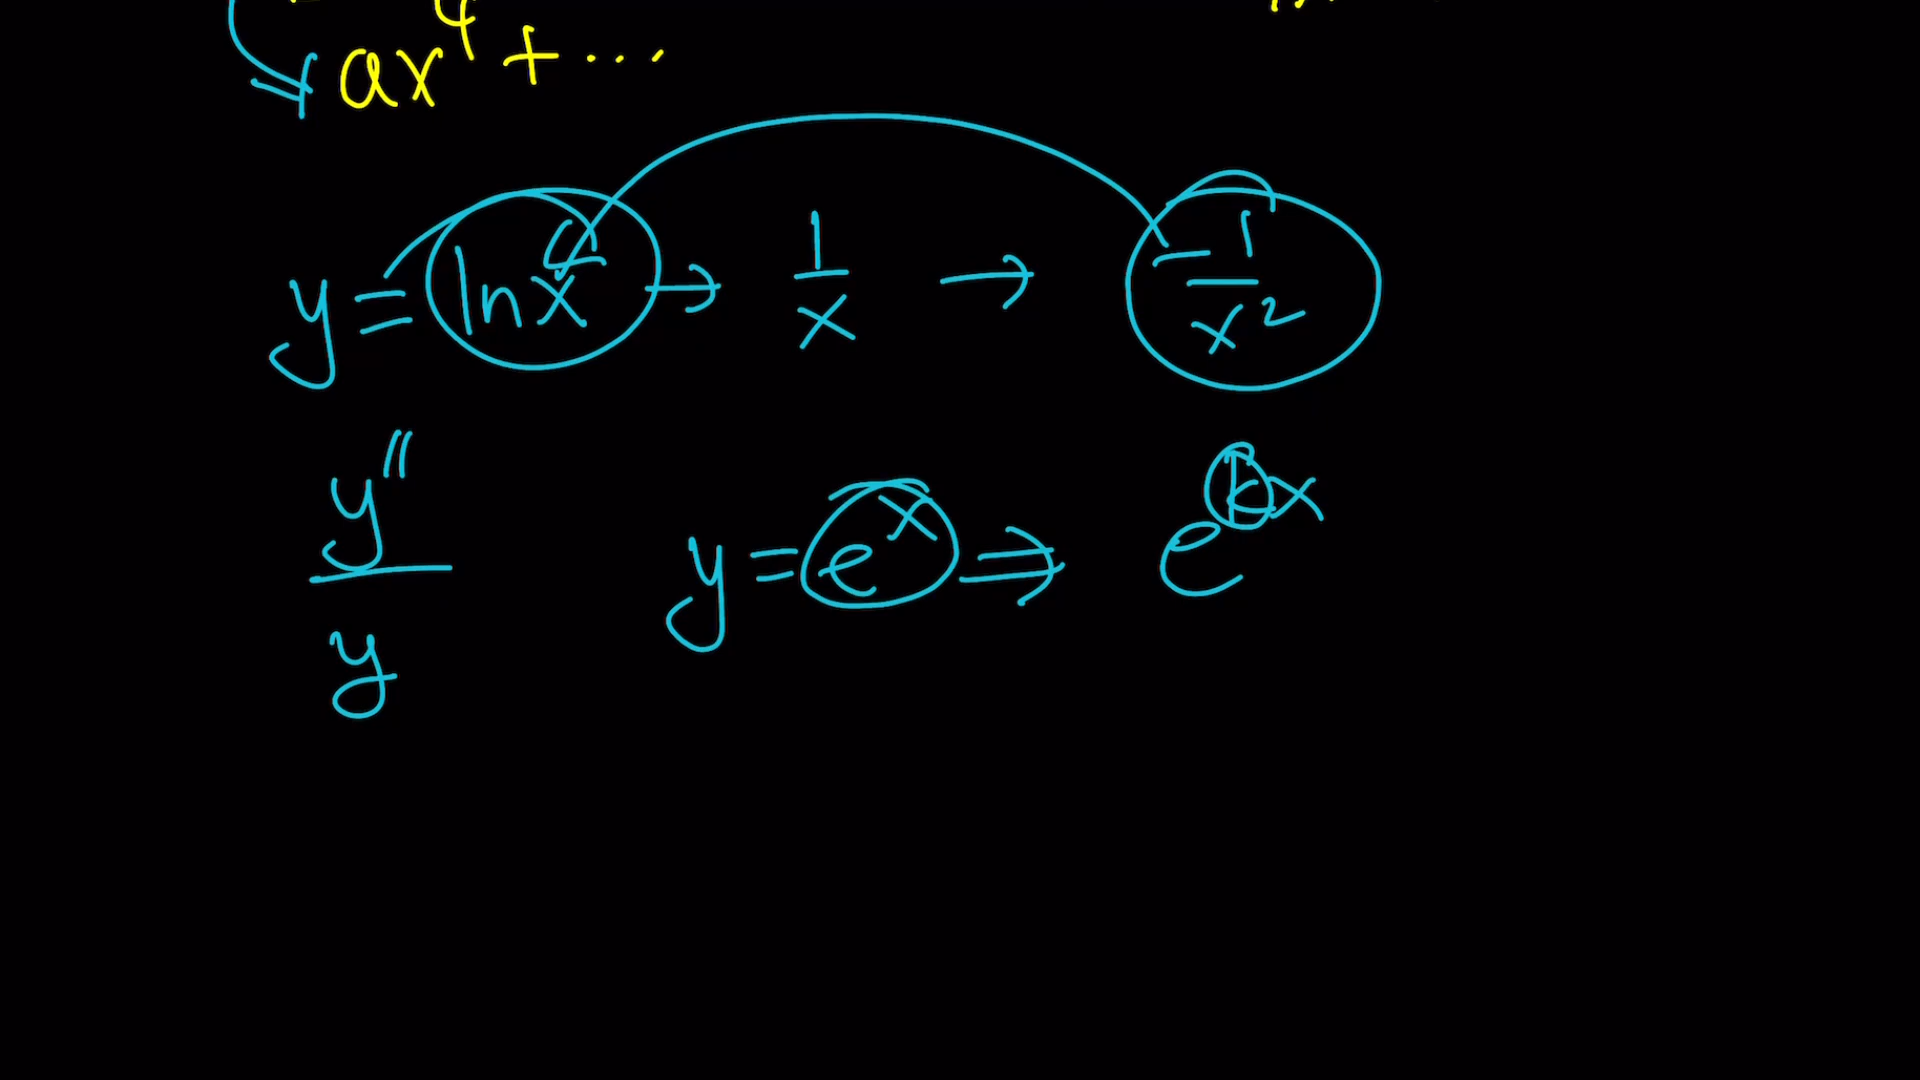 ax⁴ + ...
y = ln x → 1/x → -1/x²
y''/y y = eˣ ⇒ e^(kx)